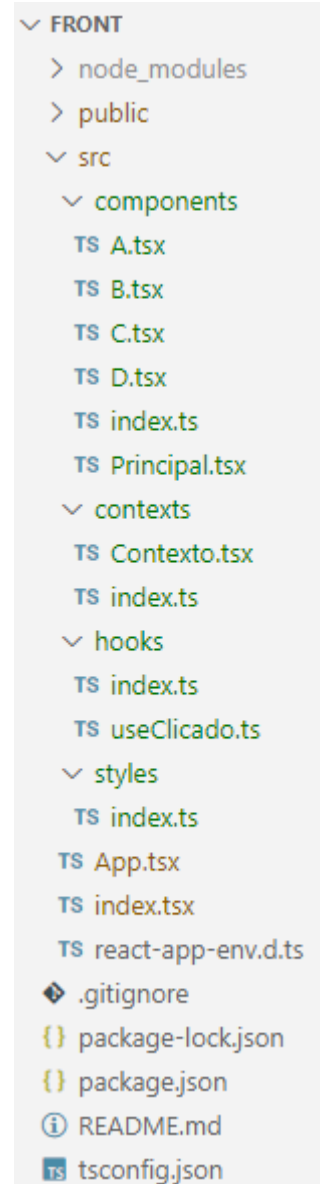 FRONT
node_modules
public
src
components
TS A.tsx
TS B.tsx
TS C.tsx
TS D.tsx
TS index.ts
TS Principal.tsx
contexts
TS Contexto.tsx
TS index.ts
hooks
TS index.ts
TS useClicado.ts
styles
TS index.ts
TS App.tsx
TS index.tsx
TS react-app-env.d.ts
.gitignore
{} package-lock.json
{} package.json
README.md
TS tsconfig.json